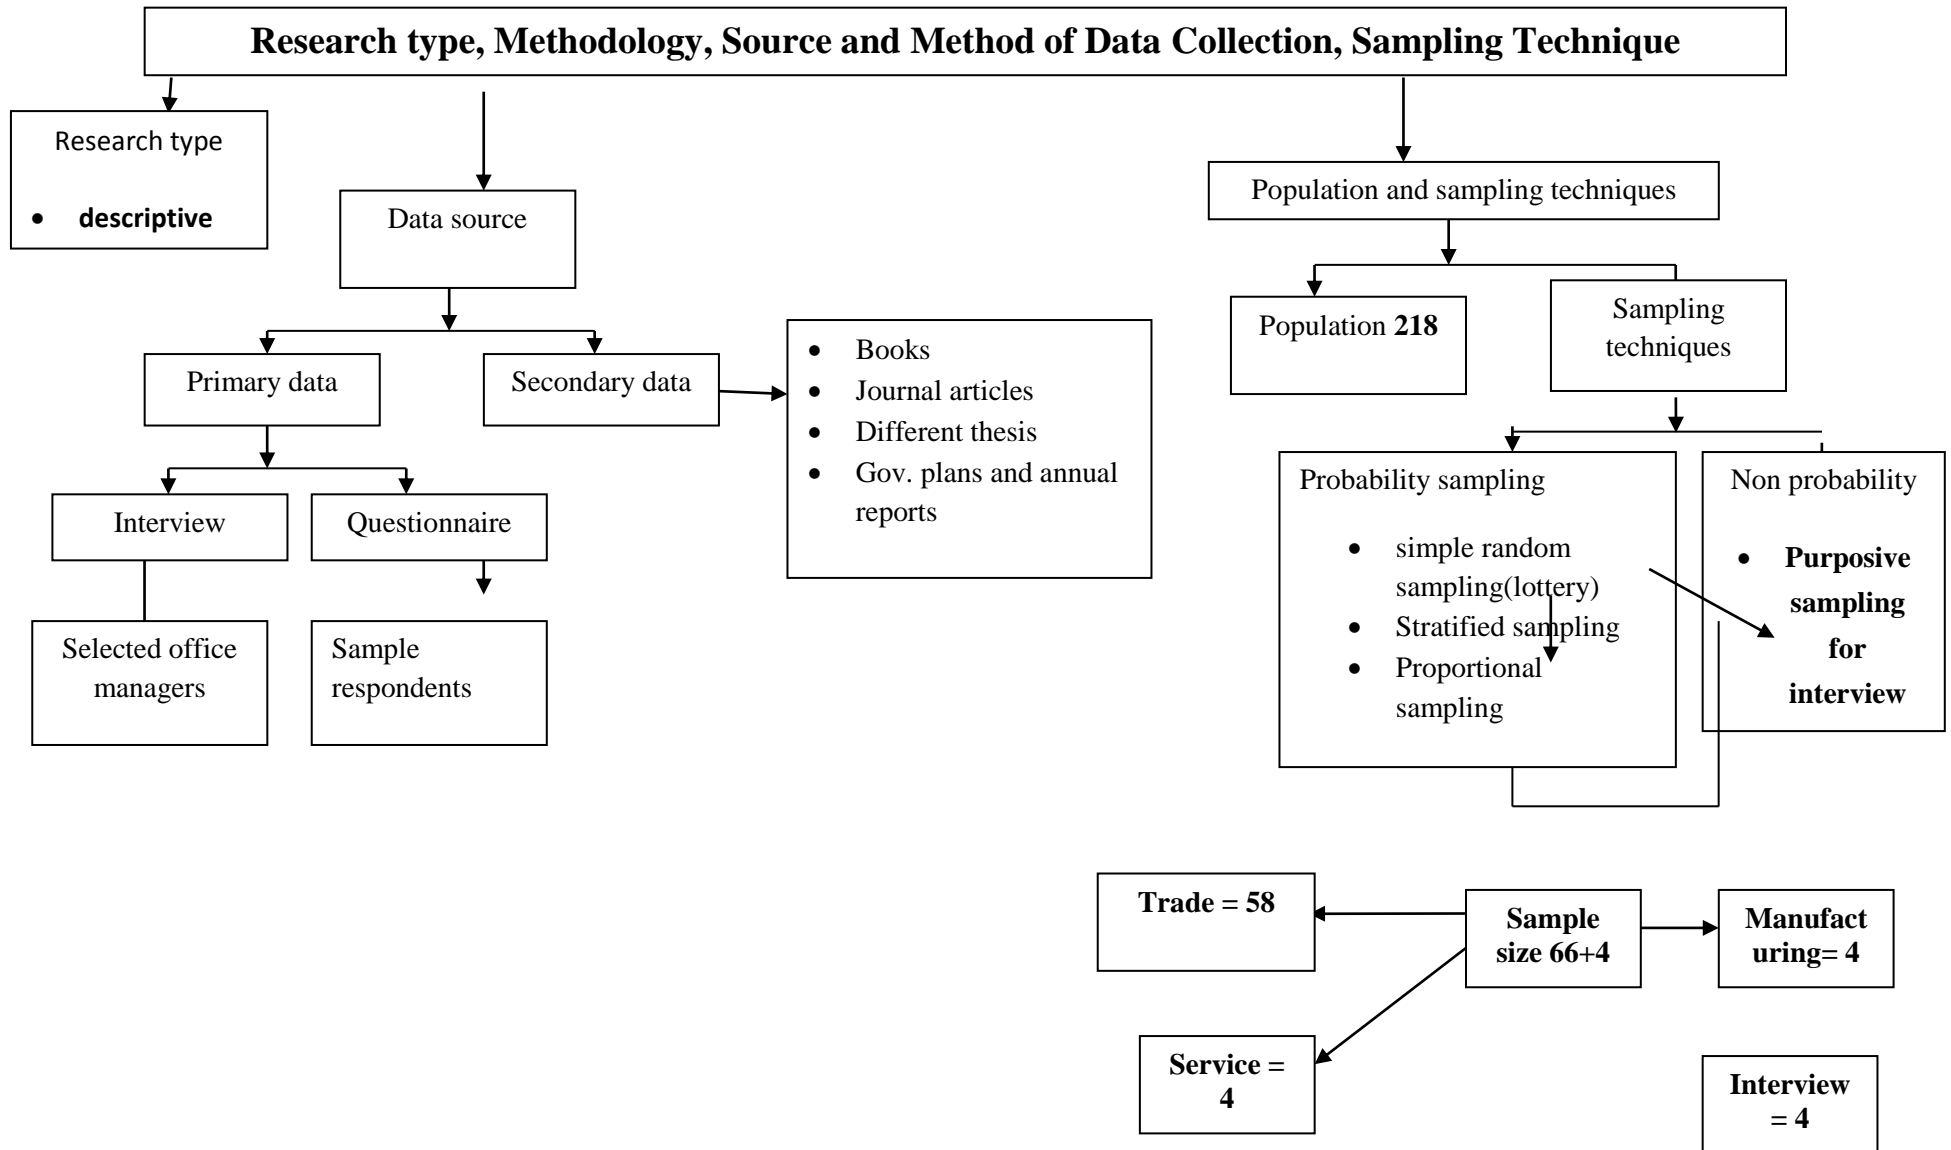 Research type, Methodology, Source and Method of Data Collection, Sampling Technique
Research type
• descriptive
Data source
Primary data
Secondary data
• Books
• Journal articles
• Different thesis
• Gov. plans and annual
reports
Interview
Questionnaire
Selected office
managers
Sample
respondents
Population and sampling techniques
Population 218
Sampling
techniques
Probability sampling
• simple random
sampling(lottery)
• Stratified sampling
• Proportional
sampling
Non probability
• Purposive
sampling
for
interview
Trade = 58
Sample
size 66+4
Manufact
uring= 4
Service =
4
Interview
= 4